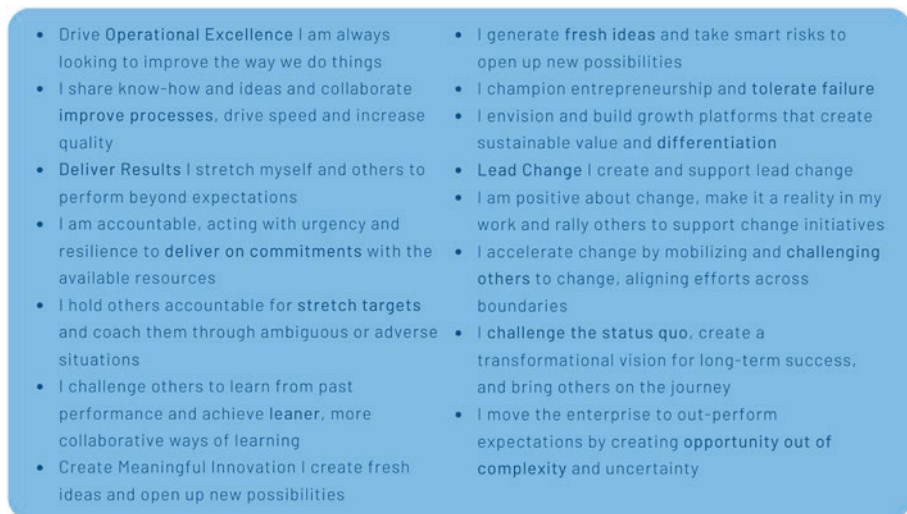 • Drive Operational Excellence I am always
looking to improve the way we do things
• I share know-how and ideas and collaborate
improve processes, drive speed and increase
quality
• Deliver Results I stretch myself and others to
perform beyond expectations
• I am accountable, acting with urgency and
resilience to deliver on commitments with the
available resources
• I hold others accountable for stretch targets
and coach them through ambiguous or adverse
situations
• I challenge others to learn from past
performance and achieve leaner, more
collaborative ways of learning
• Create Meaningful Innovation I create fresh
ideas and open up new possibilities
• I generate fresh ideas and take smart risks to
open up new possibilities
• I champion entrepreneurship and tolerate failure
• I envision and build growth platforms that create
sustainable value and differentiation
• Lead Change I create and support lead change
• I am positive about change, make it a reality in my
work and rally others to support change initiatives
• I accelerate change by mobilizing and challenging
others to change, aligning efforts across
boundaries
• I challenge the status quo, create a
transformational vision for long-term success,
and bring others on the journey
• I move the enterprise to out-perform
expectations by creating opportunity out of
complexity and uncertainty